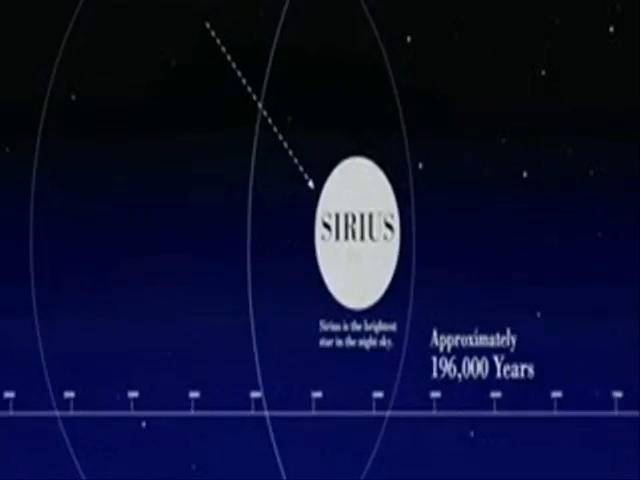 SIRIUS
Sirius is the brightest
star in the night sky.
Approximately
196,000 Years